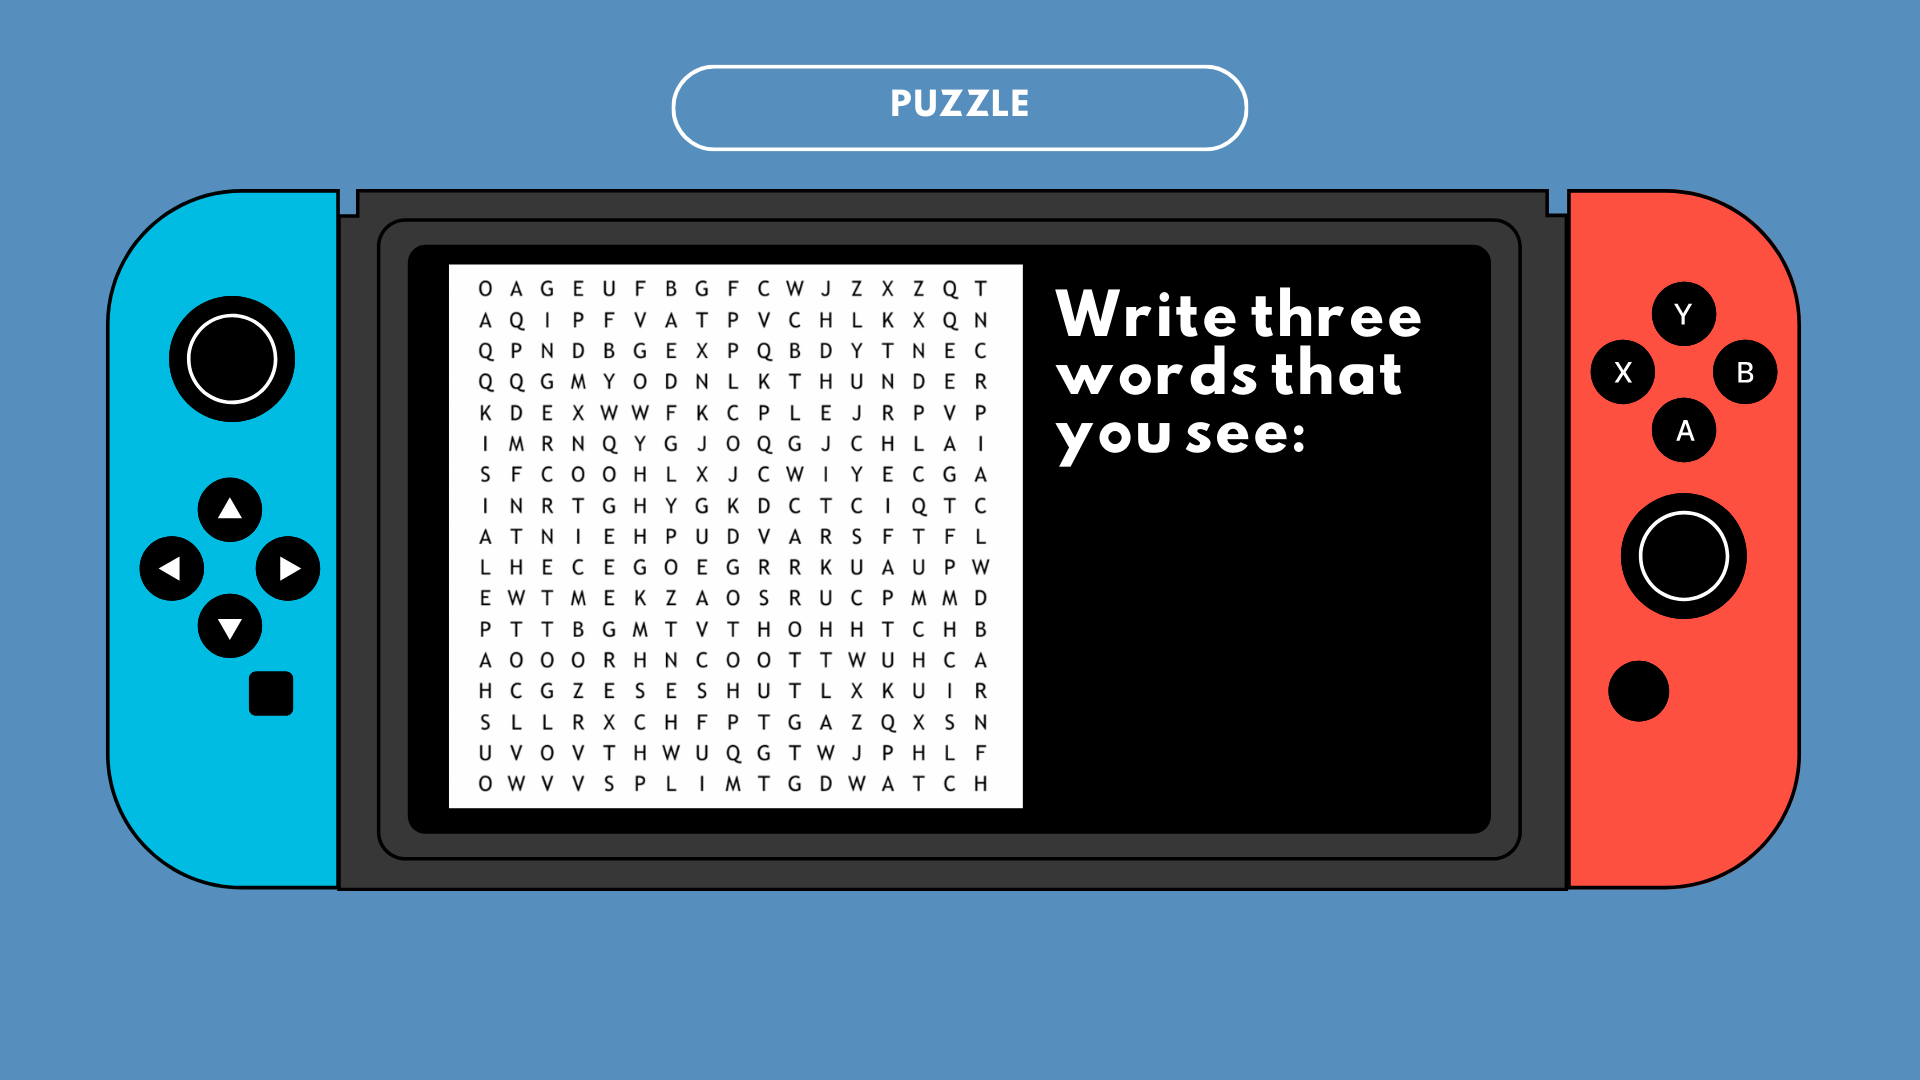 PUZZLE
O A G E U F B G F C W J Z X Z Q T
A Q I P F V A T P V C H L K X Q N
Q P N D B G E X P Q B D Y T N E C
Q Q G M Y O D N L K T H U N D E R
K D E X W W F K C P L E J R P V P
I M R N Q Y G J O Q G J C H L A I
S F C O O H L X J C W I Y E C G A
I N R T G H Y G K D C T C I Q T C
A T N I E H P U D V A R S F T F L
L H E C E G O E G R R K U A U P W
E W T M E K Z A O S R U C P M M D
P T T B G M T V T H O H H T C H B
A O O O R H N C O O T T W U H C A
H C G Z E S E S H U T L X K U I R
S L L R X C H F P T G A Z Q X S N
U V O V T H W U Q G T W J P H L F
O W V V S P L I M T G D W A T C H
Write three
words that
you see:
Y
X B
A